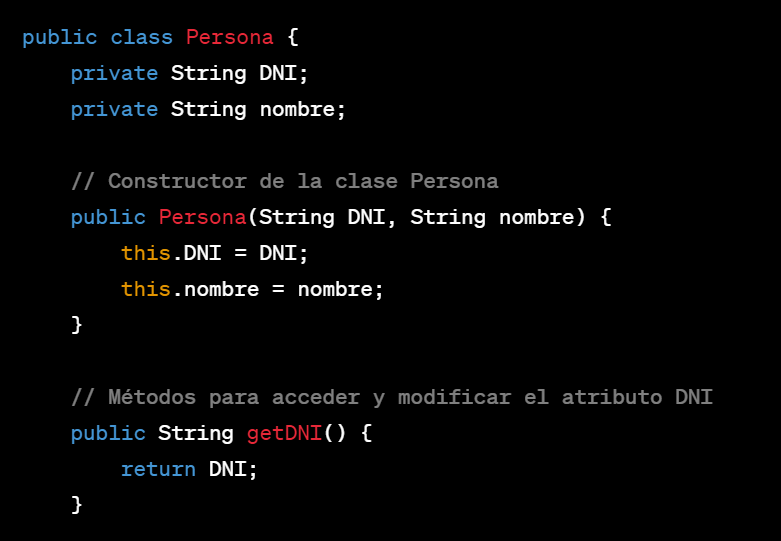 public class Persona {
    private String DNI;
    private String nombre;

    // Constructor de la clase Persona
    public Persona(String DNI, String nombre) {
        this.DNI = DNI;
        this.nombre = nombre;
    }

    // Métodos para acceder y modificar el atributo DNI
    public String getDNI() {
        return DNI;
    }